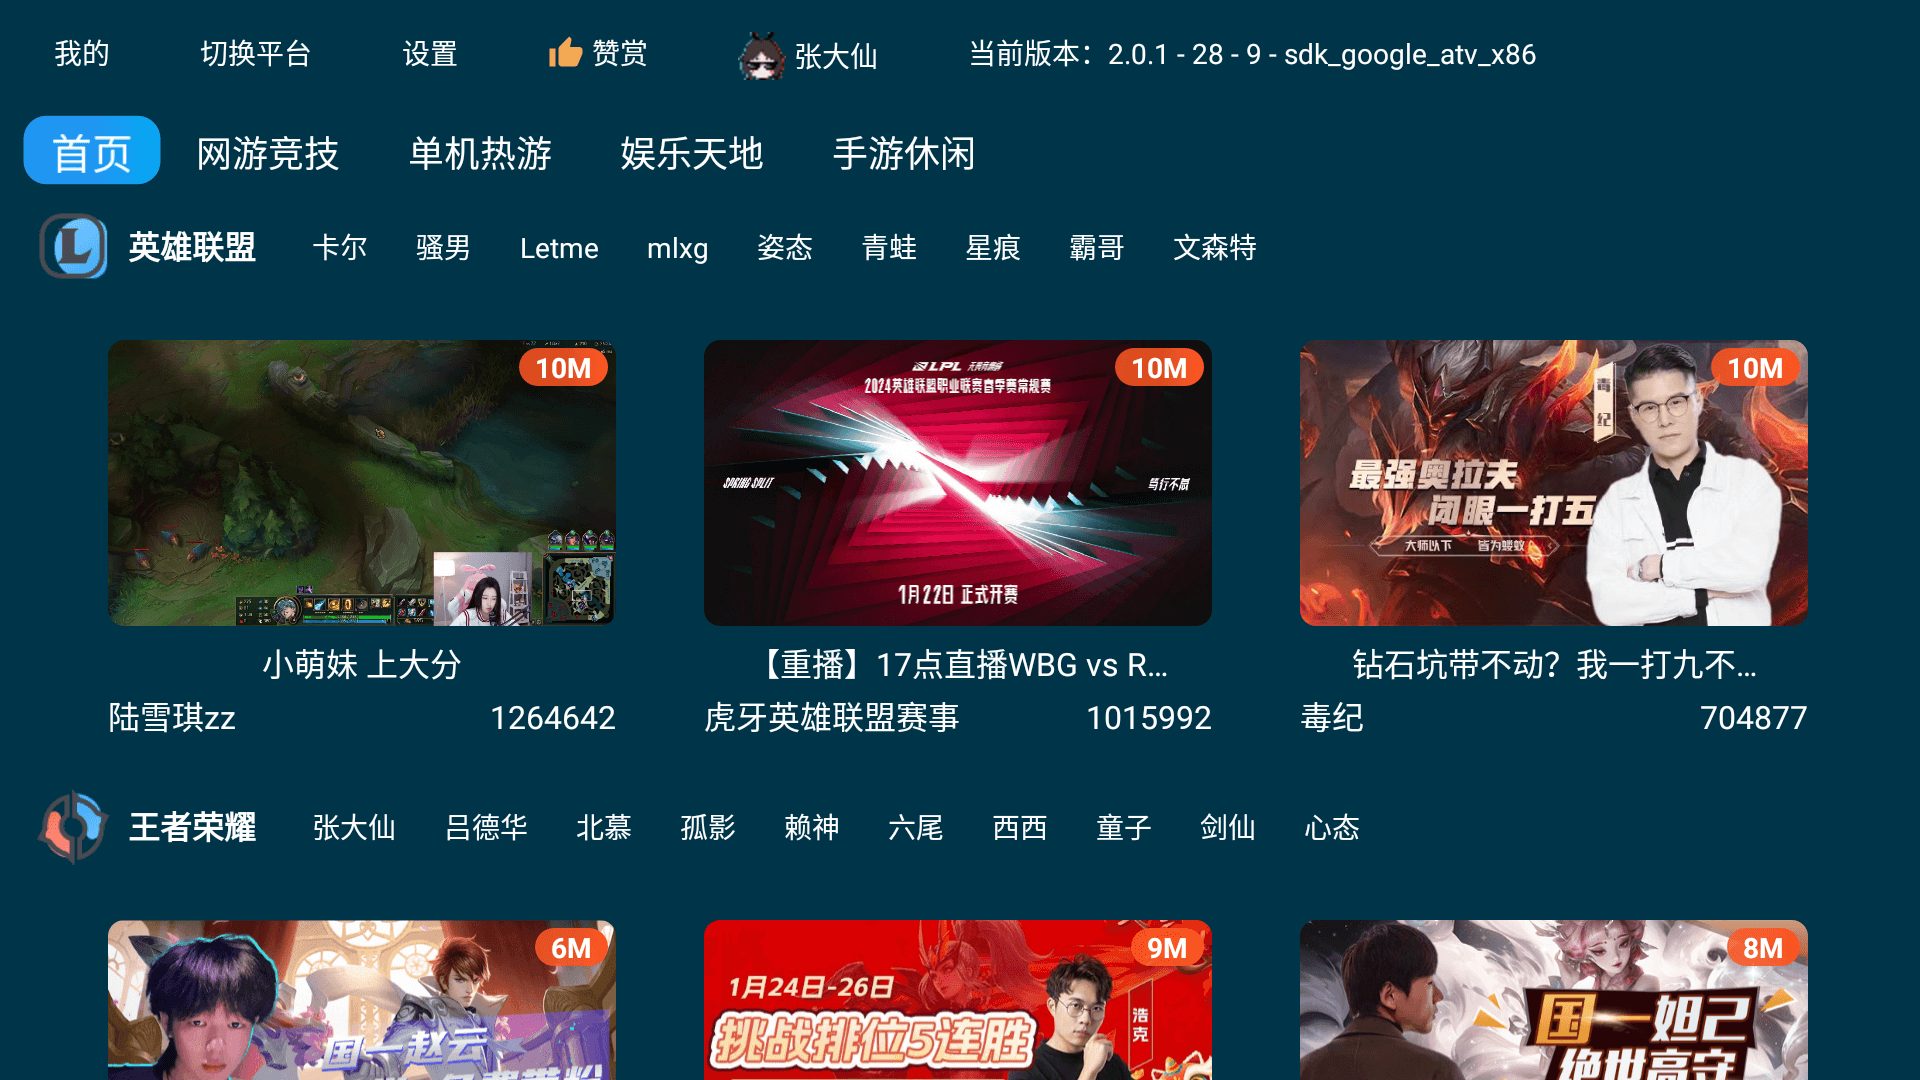 我的 切换平台 设置 赞赏 张大仙 当前版本：2.0.1 - 28 - 9 - sdk_google_atv_x86
首页 网游竞技 单机热游 娱乐天地 手游休闲
英雄联盟 卡尔 骚男 Letme mlxg 姿态 青蛙 星痕 霸哥 文森特
10M
LPL
2024英雄联盟职业联赛春季赛常规赛
SPRING SPLIT
笃行不怠
1月22日 正式开赛
10M
毒纪
最强奥拉夫
闭眼一打五
大师以下 皆为蝼蚁
10M
小萌妹 上大分
陆雪琪zz 1264642
【重播】17点直播WBG vs R...
虎牙英雄联盟赛事 1015992
钻石坑带不动？我一打九不...
毒纪 704877
王者荣耀 张大仙 吕德华 北慕 孤影 赖神 六尾 西西 童子 剑仙 心态
6M
国一赵云
9M
1月24日-26日
挑战排位5连胜
浩克
8M
国一妲己
绝世高守